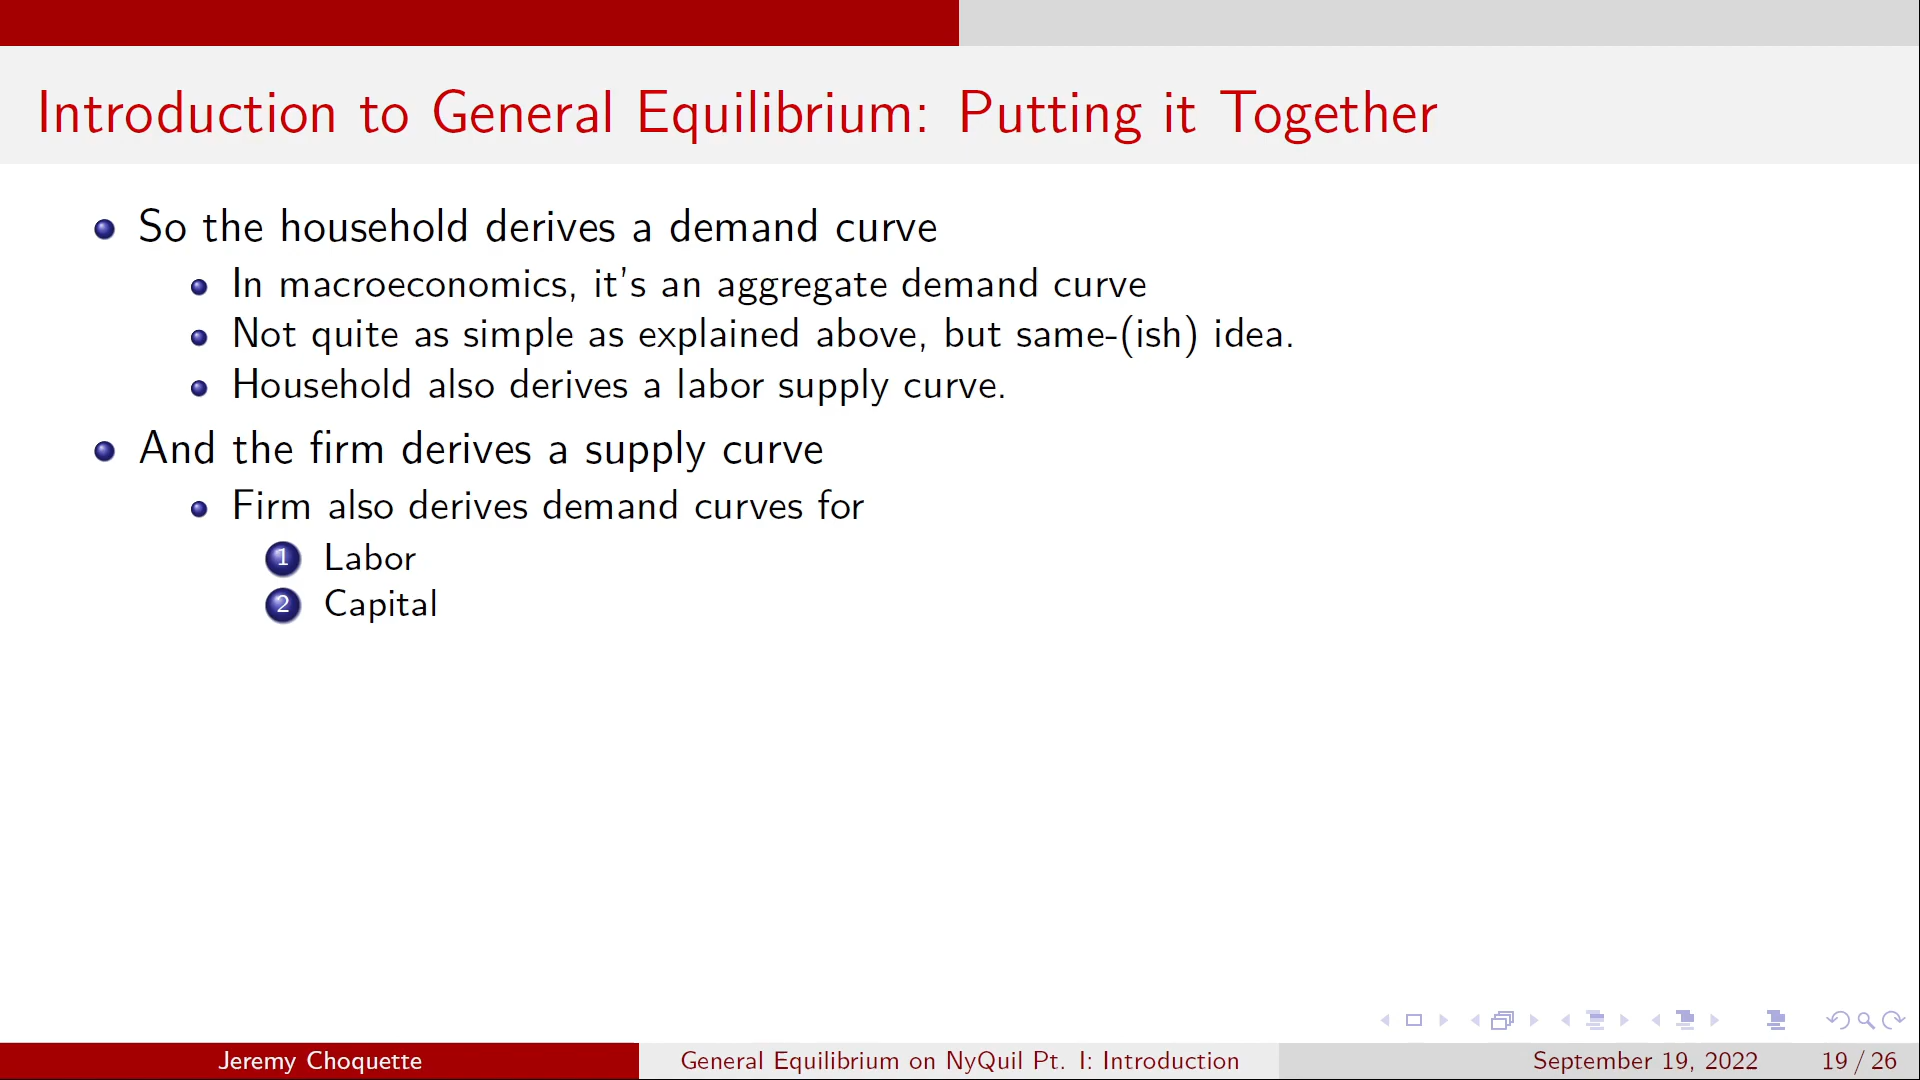 Introduction to General Equilibrium: Putting it Together
So the household derives a demand curve
In macroeconomics, it's an aggregate demand curve
Not quite as simple as explained above, but same-(ish) idea.
Household also derives a labor supply curve.
And the firm derives a supply curve
Firm also derives demand curves for
1 Labor
2 Capital
Jeremy Choquette General Equilibrium on NyQuil Pt. I: Introduction September 19, 2022 19 / 26